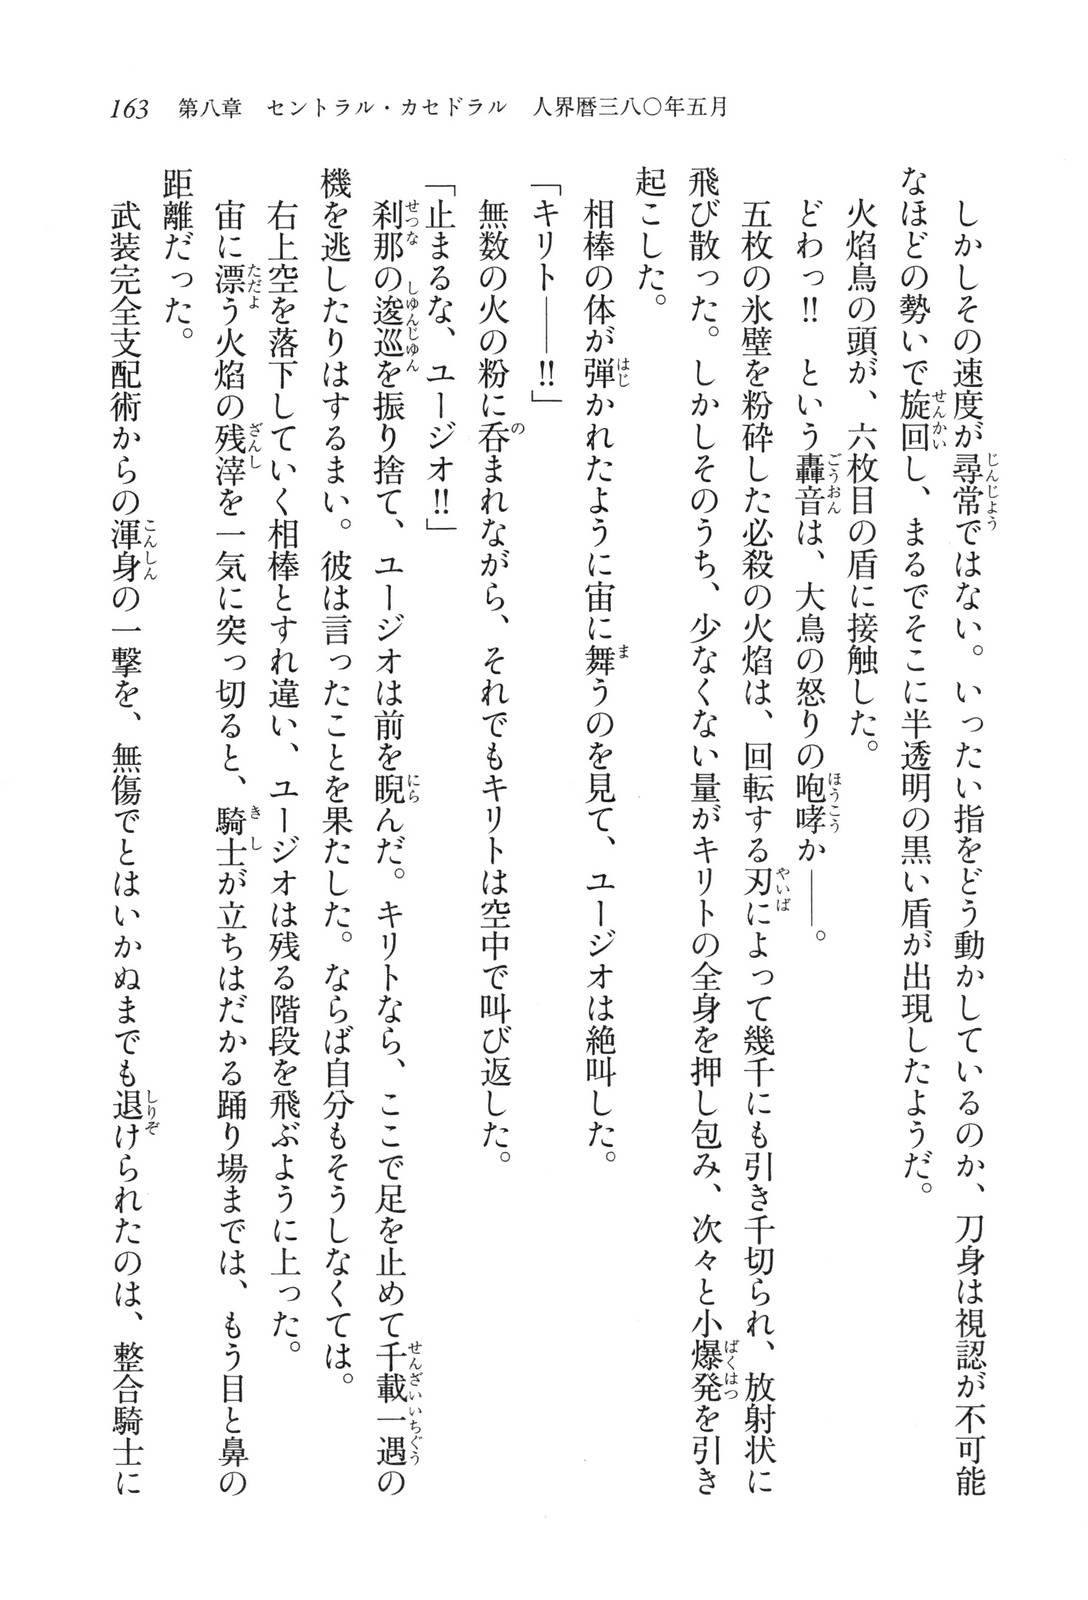 163 第八章 セントラル・カセドラル 人界暦三八〇年五月
しかしその速度が尋常ではない。いったい指をどう動かしているのか、刀身は視認が不可能
なほどの勢いで旋回し、まるでそこに半透明の黒い盾が出現したようだ。
火焰鳥の頭が、六枚目の盾に接触した。
どわっ!! という轟音は、大鳥の怒りの咆哮か――。
五枚の氷壁を粉砕した必殺の火焰は、回転する刃によって幾千にも引き千切られ、放射状に
飛び散った。しかしそのうち、少なくない量がキリトの全身を押し包み、次々と小爆発を引き
起こした。
相棒の体が弾かれたように宙に舞うのを見て、ユージオは絶叫した。
「キリト――!!」
無数の火の粉に呑まれながら、それでもキリトは空中で叫び返した。
「止まるな、ユージオ!!」
刹那の逡巡を振り捨て、ユージオは前を睨んだ。キリトなら、ここで足を止めて千載一遇の
機を逃したりはするまい。彼は言ったことを果たした。ならば自分もそうしなくては。
右上空を落下していく相棒とすれ違い、ユージオは残る階段を飛ぶように上った。
宙に漂う火焰の残滓を一気に突っ切ると、騎士が立ちはだかる踊り場までは、もう目と鼻の
距離だった。
武装完全支配術からの渾身の一撃を、無傷でとはいかぬまでも退けられたのは、整合騎士に